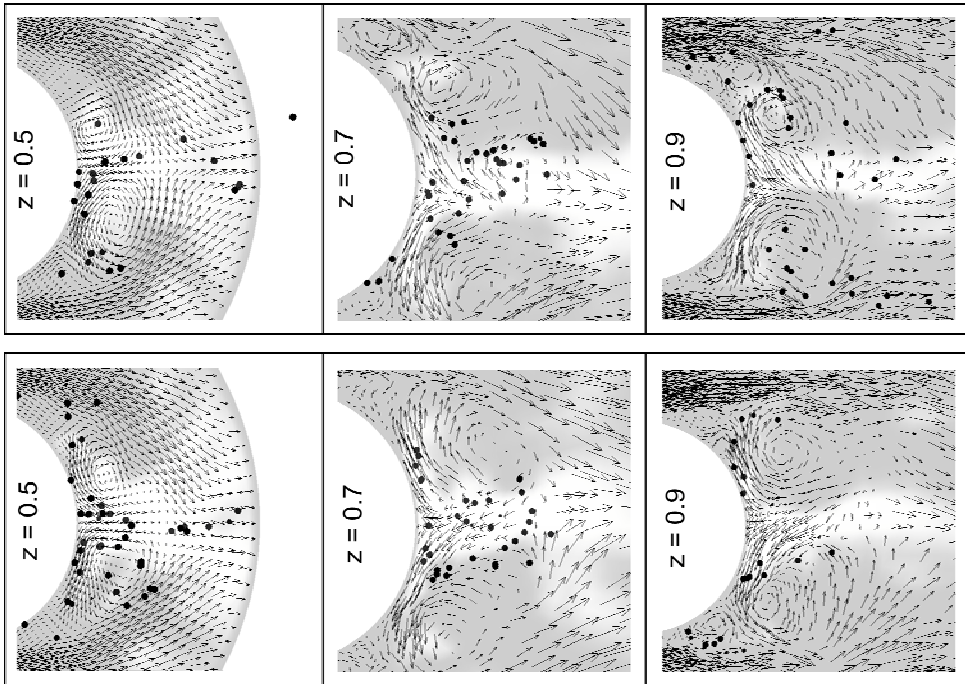 z = 0.5
z = 0.7
z = 0.9
z = 0.5
z = 0.7
z = 0.9